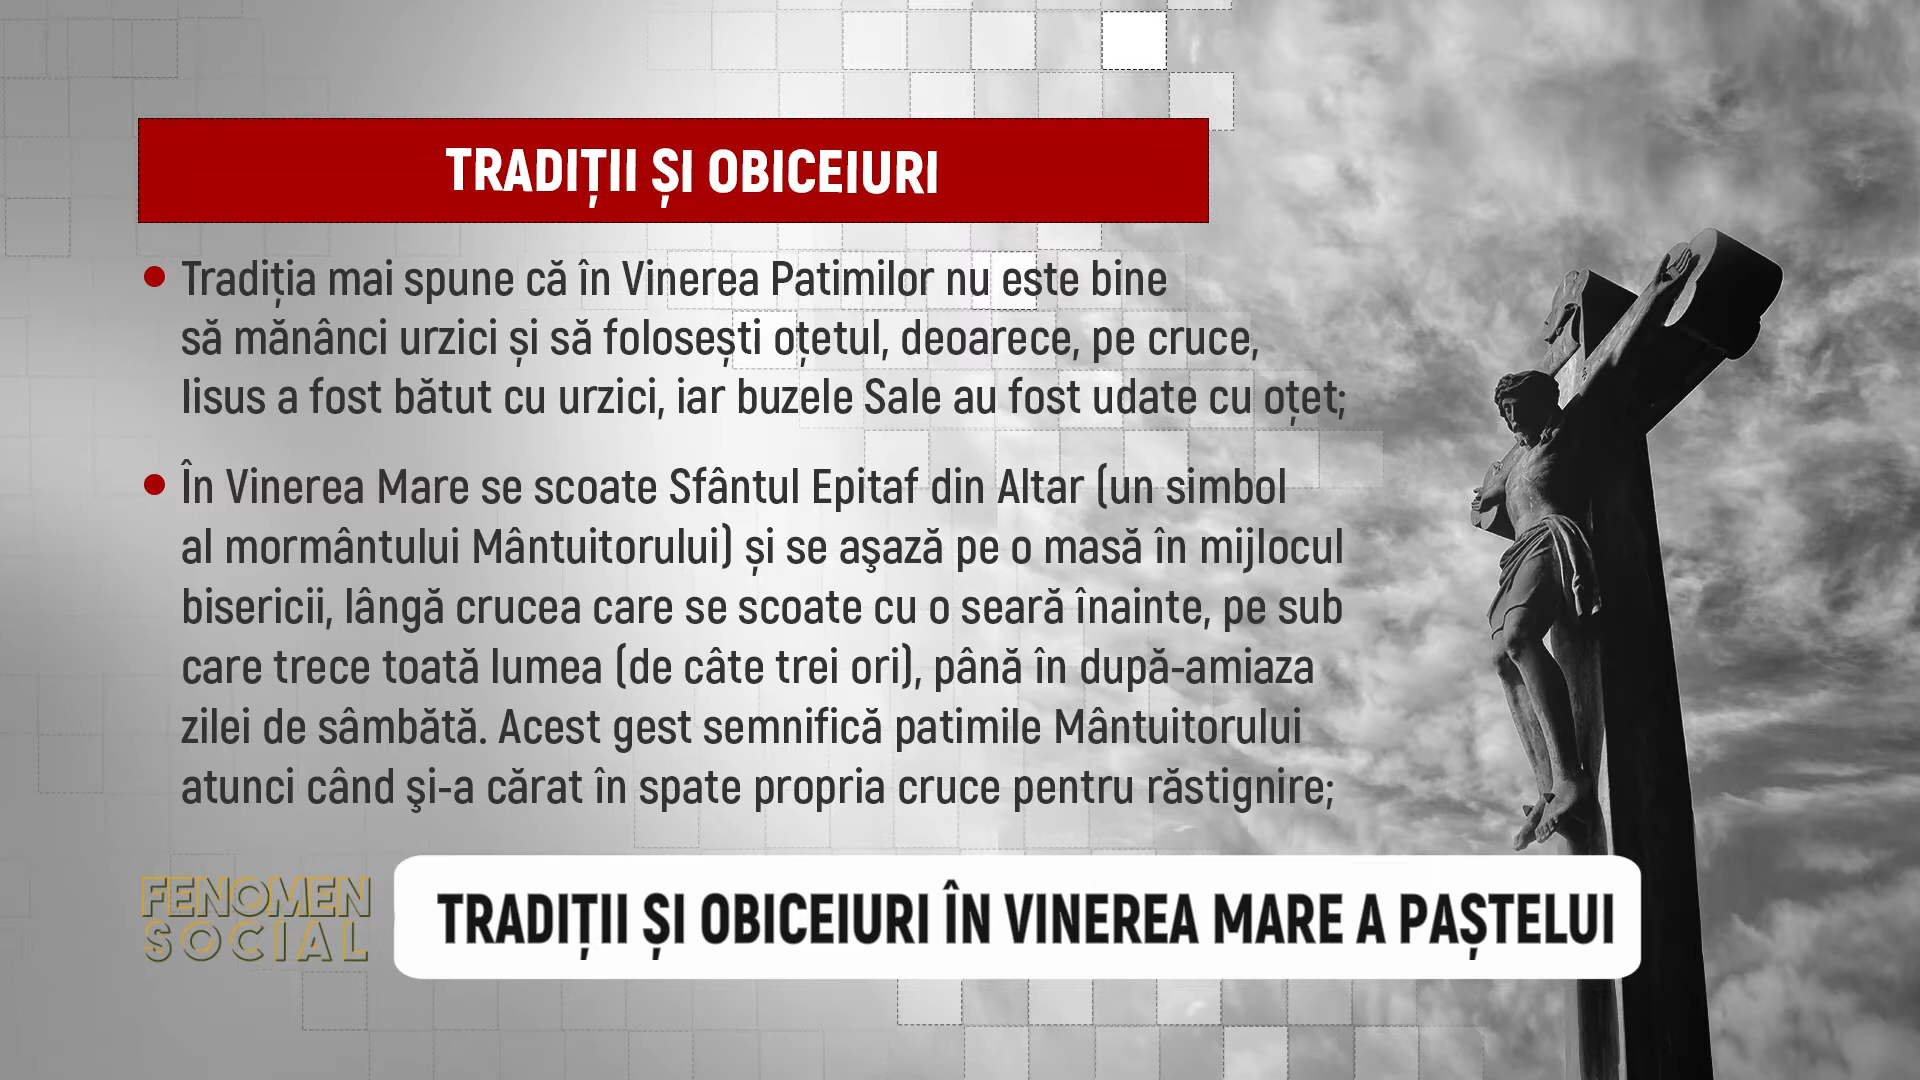 TRADIȚII ȘI OBICEIURI
Tradiția mai spune că în Vinerea Patimilor nu este bine
să mănânci urzici și să folosești oțetul, deoarece, pe cruce,
Iisus a fost bătut cu urzici, iar buzele Sale au fost udate cu oțet;
În Vinerea Mare se scoate Sfântul Epitaf din Altar (un simbol
al mormântului Mântuitorului) și se aşază pe o masă în mijlocul
bisericii, lângă crucea care se scoate cu o seară înainte, pe sub
care trece toată lumea (de câte trei ori), până în după-amiaza
zilei de sâmbătă. Acest gest semnifică patimile Mântuitorului
atunci când şi-a cărat în spate propria cruce pentru răstignire;
FENOMEN
SOCIAL
TRADIȚII ȘI OBICEIURI ÎN VINEREA MARE A PAȘTELUI